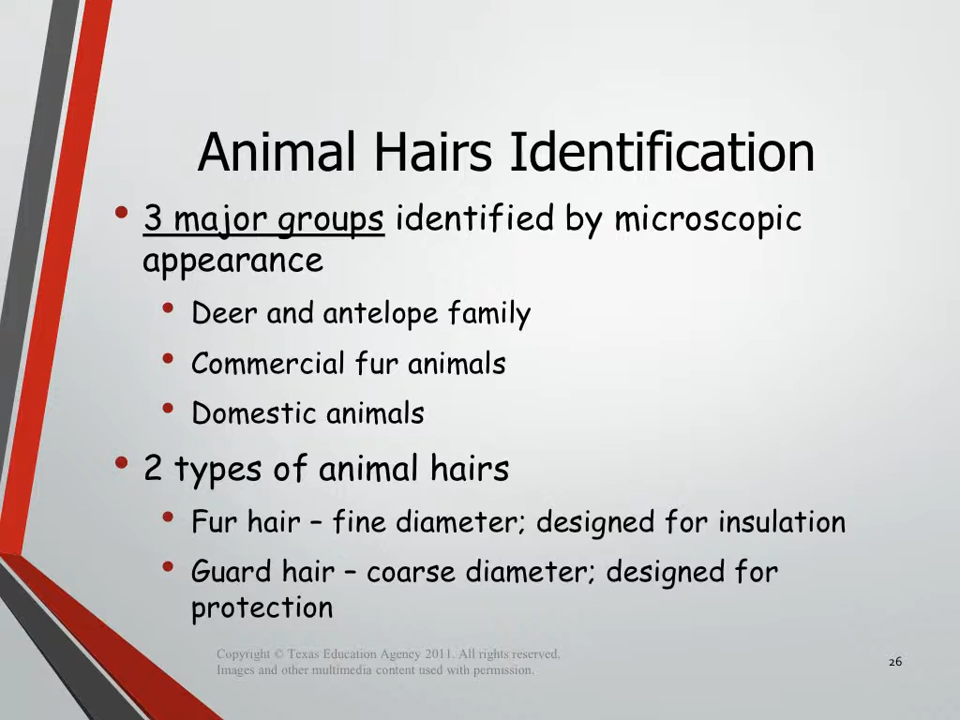 Animal Hairs Identification
• 3 major groups identified by microscopic
appearance
• Deer and antelope family
• Commercial fur animals
• Domestic animals
• 2 types of animal hairs
• Fur hair – fine diameter; designed for insulation
• Guard hair – coarse diameter; designed for
protection
Copyright © Texas Education Agency 2011. All rights reserved.
Images and other multimedia content used with permission.
26